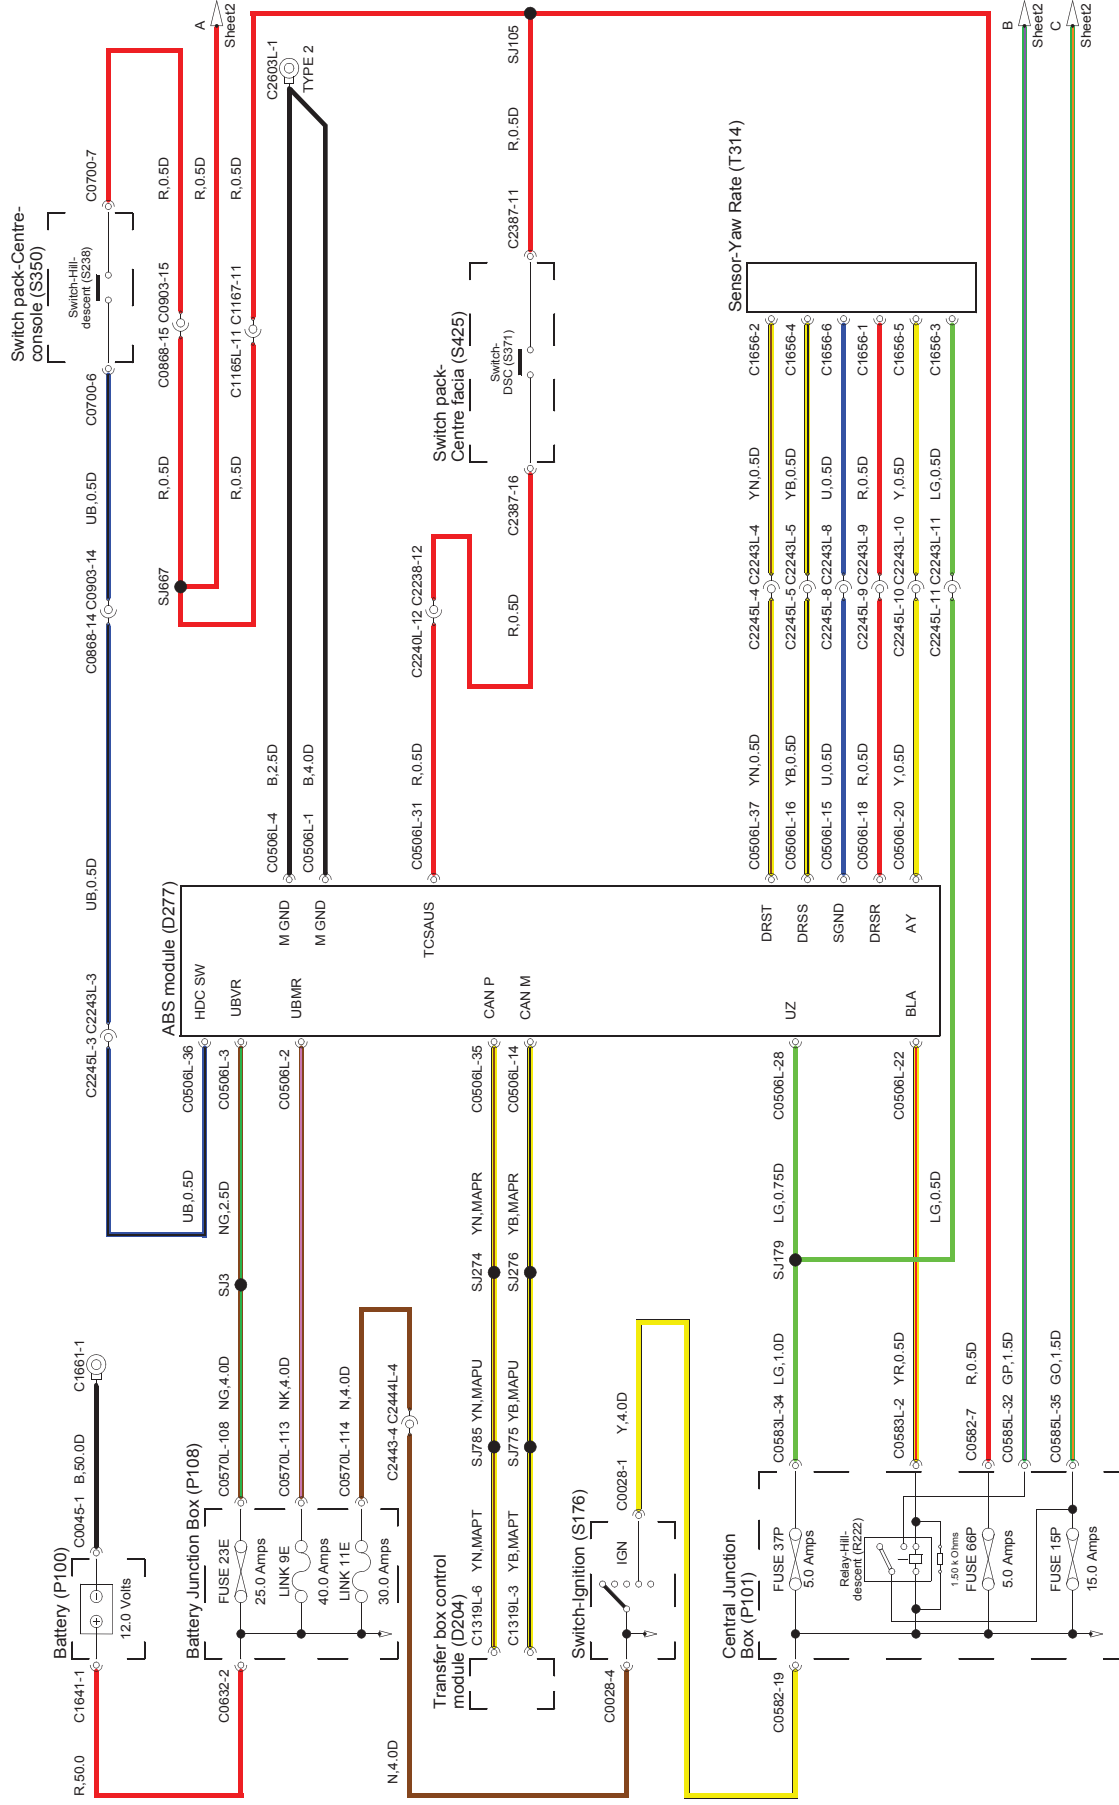 Battery (P100)
12.0 Volts
R,50.0
C1641-1
C0045-1
B,50.0D
C1661-1
Battery Junction Box (P108)
C0632-2
FUSE 23E
25.0 Amps
LINK 9E
40.0 Amps
LINK 11E
30.0 Amps
C0570L-108
NG,4.0D
SJ3
NG,2.5D
C0506L-3
C0570L-113
NK,4.0D
C0506L-2
C0570L-114
N,4.0D
C2443-4
C2444L-4
N,4.0D
Transfer box control
module (D204)
C1319L-6
YN,MAPT
SJ785
YN,MAPU
SJ274
YN,MAPR
C0506L-35
C1319L-3
YB,MAPT
SJ775
YB,MAPU
SJ276
YB,MAPR
C0506L-14
Switch-Ignition (S176)
C0028-4
IGN
C0028-1
Y,4.0D
Central Junction
Box (P101)
C0582-19
FUSE 37P
5.0 Amps
Relay-Hill-
descent (R222)
1.50 k Ohms
FUSE 66P
5.0 Amps
FUSE 15P
15.0 Amps
C0583L-34
LG,1.0D
SJ179
LG,0.75D
C0506L-28
C0583L-2
YR,0.5D
LG,0.5D
C0506L-22
C0582-7
R,0.5D
C0585L-32
GP,1.5D
C0585L-35
GO,1.5D
UB,0.5D
C0506L-36
ABS module (D277)
HDC SW
UBVR
UBMR
CAN P
CAN M
UZ
BLA
M GND
M GND
TCSAUS
DRST
DRSS
SGND
DRSR
AY
C2245L-3
C2243L-3
UB,0.5D
C0868-14
C0903-14
UB,0.5D
C0700-6
Switch pack-Centre-
console (S350)
Switch-Hill-
descent (S238)
C0700-7
SJ667
R,0.5D
C0868-15
C0903-15
R,0.5D
R,0.5D
R,0.5D
C1165L-11
C1167-11
R,0.5D
A
Sheet2
C0506L-4
B,2.5D
C0506L-1
B,4.0D
C2603L-1
TYPE 2
C0506L-31
R,0.5D
C2240L-12
C2238-12
R,0.5D
C2387-16
Switch pack-
Centre facia (S425)
Switch-
DSC (S371)
C2387-11
R,0.5D
SJ105
Sensor-Yaw Rate (T314)
C0506L-37
YN,0.5D
C2245L-4
C2243L-4
YN,0.5D
C1656-2
C0506L-16
YB,0.5D
C2245L-5
C2243L-5
YB,0.5D
C1656-4
C0506L-15
U,0.5D
C2245L-8
C2243L-8
U,0.5D
C1656-6
C0506L-18
R,0.5D
C2245L-9
C2243L-9
R,0.5D
C1656-1
C0506L-20
Y,0.5D
C2245L-10
C2243L-10
Y,0.5D
C1656-5
C2245L-11
C2243L-11
LG,0.5D
C1656-3
B
Sheet2
C
Sheet2